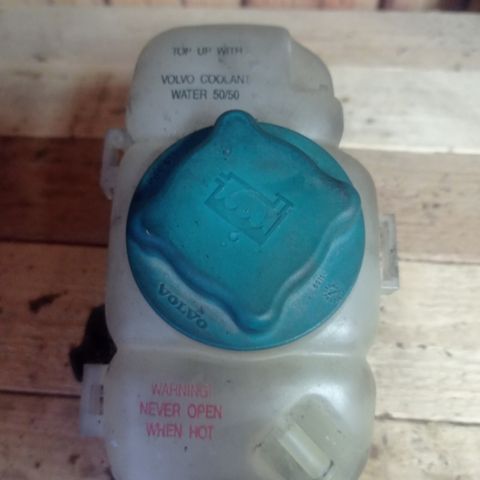 TOP UP WITH
VOLVO COOLANT
WATER 50/50
VOLVO
WARNING!
NEVER OPEN
WHEN HOT